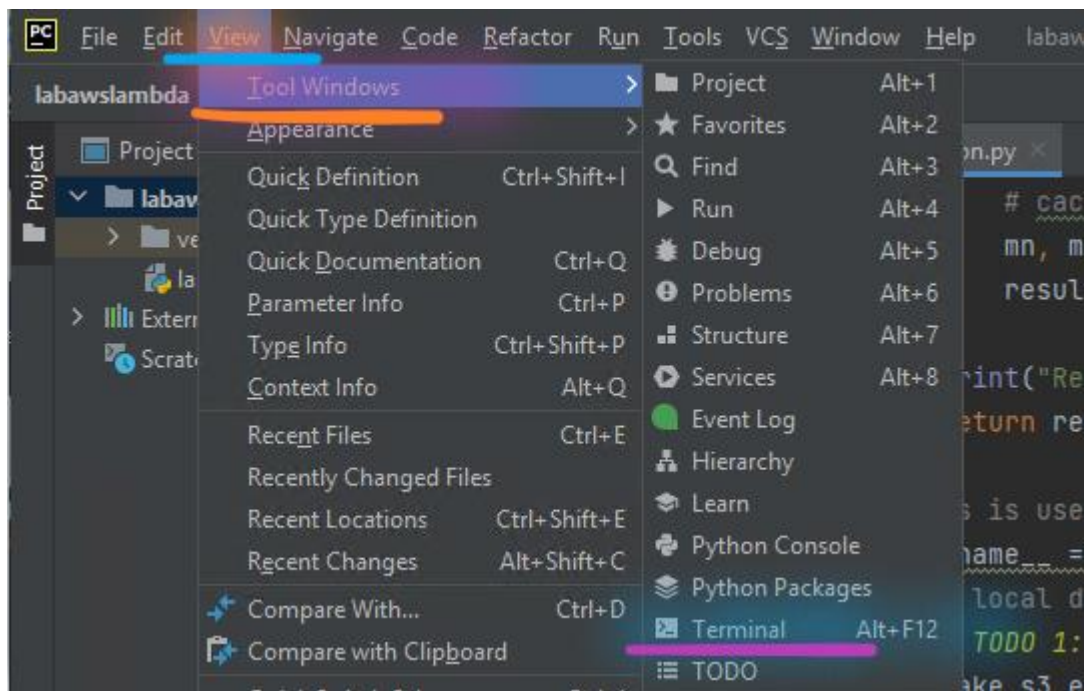 PC File Edit View Navigate Code Refactor Run Tools VCS Window Help labaw
labawslambda
Project
Project
labaw
ve
la
Extern
Scrat
Tool Windows
Appearance
Quick Definition Ctrl+Shift+I
Quick Type Definition
Quick Documentation Ctrl+Q
Parameter Info Ctrl+P
Type Info Ctrl+Shift+P
Context Info Alt+Q
Recent Files Ctrl+E
Recently Changed Files
Recent Locations Ctrl+Shift+E
Recent Changes Alt+Shift+C
Compare With... Ctrl+D
Compare with Clipboard
Project Alt+1
Favorites Alt+2
Find Alt+3
Run Alt+4
Debug Alt+5
Problems Alt+6
Structure Alt+7
Services Alt+8
Event Log
Hierarchy
Learn
Python Console
Python Packages
Terminal Alt+F12
TODO
on.py
# cac
mn, m
resul
rint("Re
eturn re
s is use
name__ =
local d
TODO 1:
ake s3 e